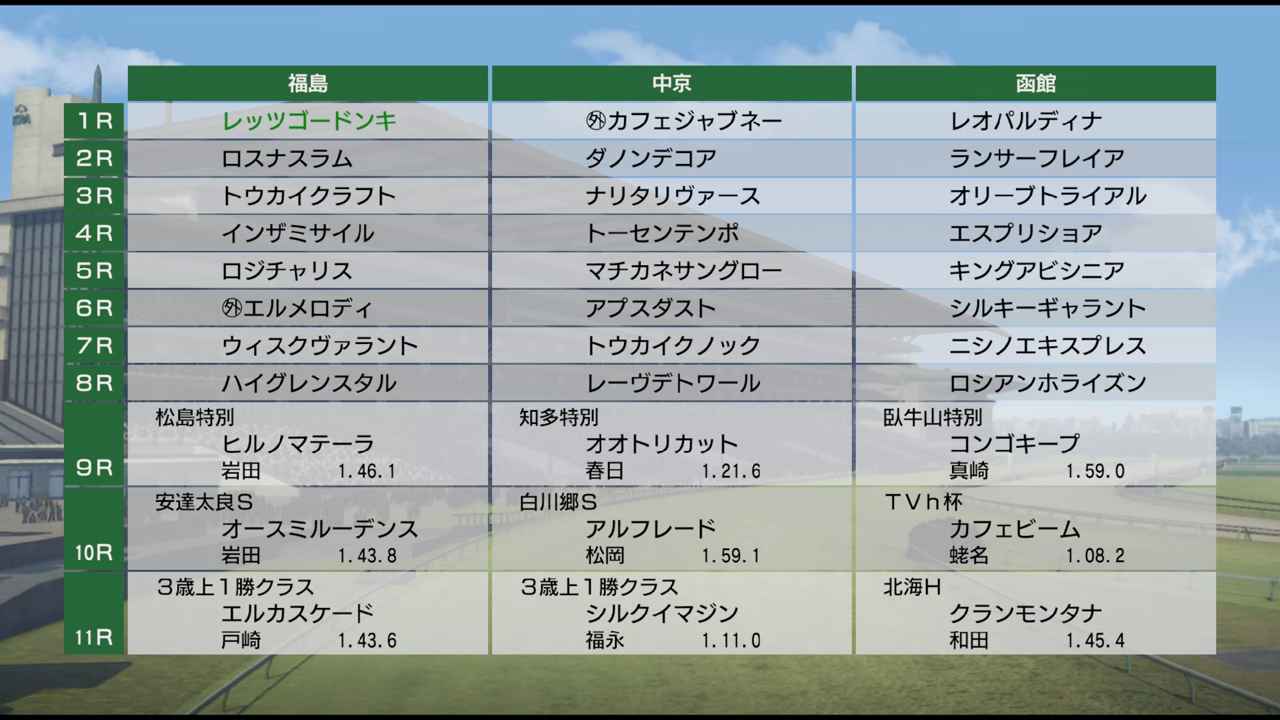 福島 中京 函館
1R レッツゴードンキ ㊕カフェジャブネー レオパルディナ
2R ロスナスラム ダノンデコア ランサーフレイア
3R トウカイクラフト ナリタリヴァース オリーブトライアル
4R インザミサイル トーセンテンポ エスプリショア
5R ロジチャリス マチカネサングロー キングアビシニア
6R 外エルメロディ アプスダスト シルキーギャラント
7R ウィスクヴァラント トウカイクノック ニシノエキスプレス
8R ハイグレンスタル レーヴデトワール ロシアンホライズン
松島特別 知多特別 臥牛山特別
ヒルノマテーラ オオトリカット コンゴキープ
9R 岩田 1.46.1 春日 1.21.6 真崎 1.59.0
安達太良S 白川郷S TVh杯
オースミルーデンス アルフレード カフェビーム
10R 岩田 1.43.8 松岡 1.59.1 蛯名 1.08.2
3歳上1勝クラス 3歳上1勝クラス 北海H
エルカスケード シルクイマジン クランモンタナ
11R 戸崎 1.43.6 福永 1.11.0 和田 1.45.4